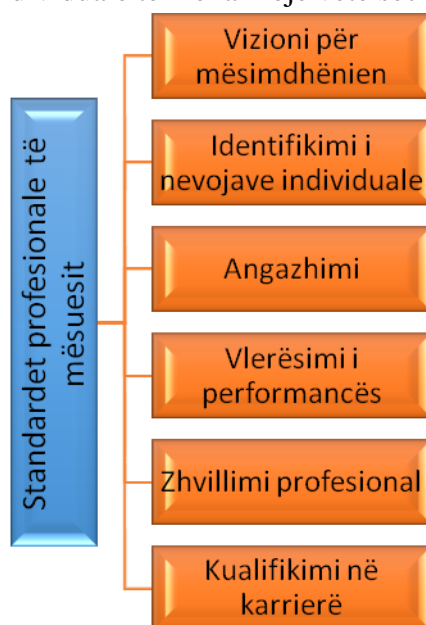 Standardet profesionale të
mësuesit
Vizioni për
mësimdhënien
Identifikimi i
nevojave individuale
Angazhimi
Vlerësimi i
performancës
Zhvillimi profesional
Kualifikimi në
karrierë